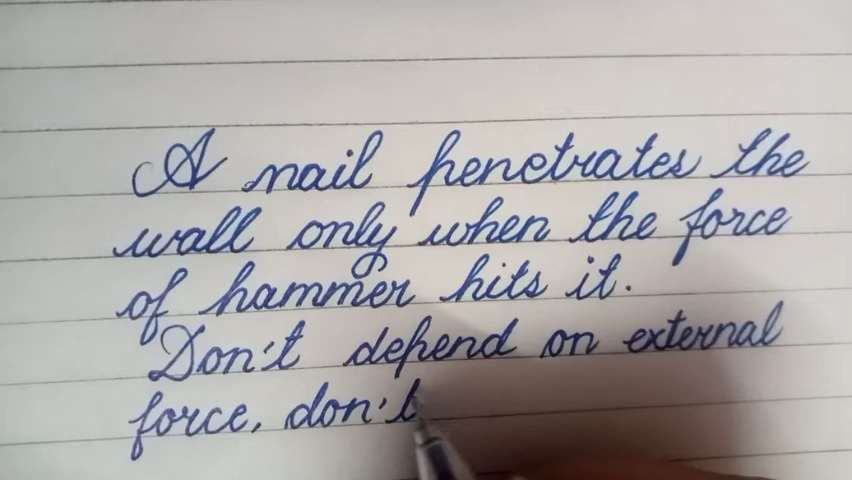 A nail penetrates the
wall only when the force
of hammer hits it.
Don't depend on external
force, don't